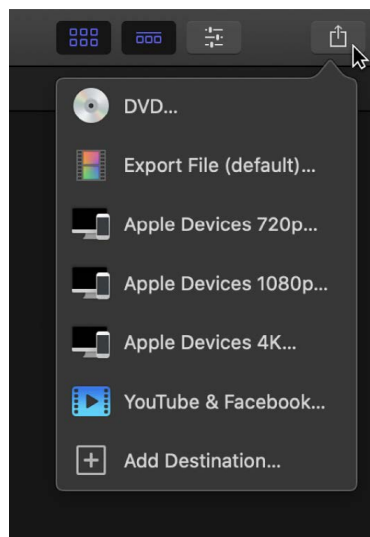 DVD...
Export File (default)...
Apple Devices 720p...
Apple Devices 1080p...
Apple Devices 4K...
YouTube & Facebook...
Add Destination...